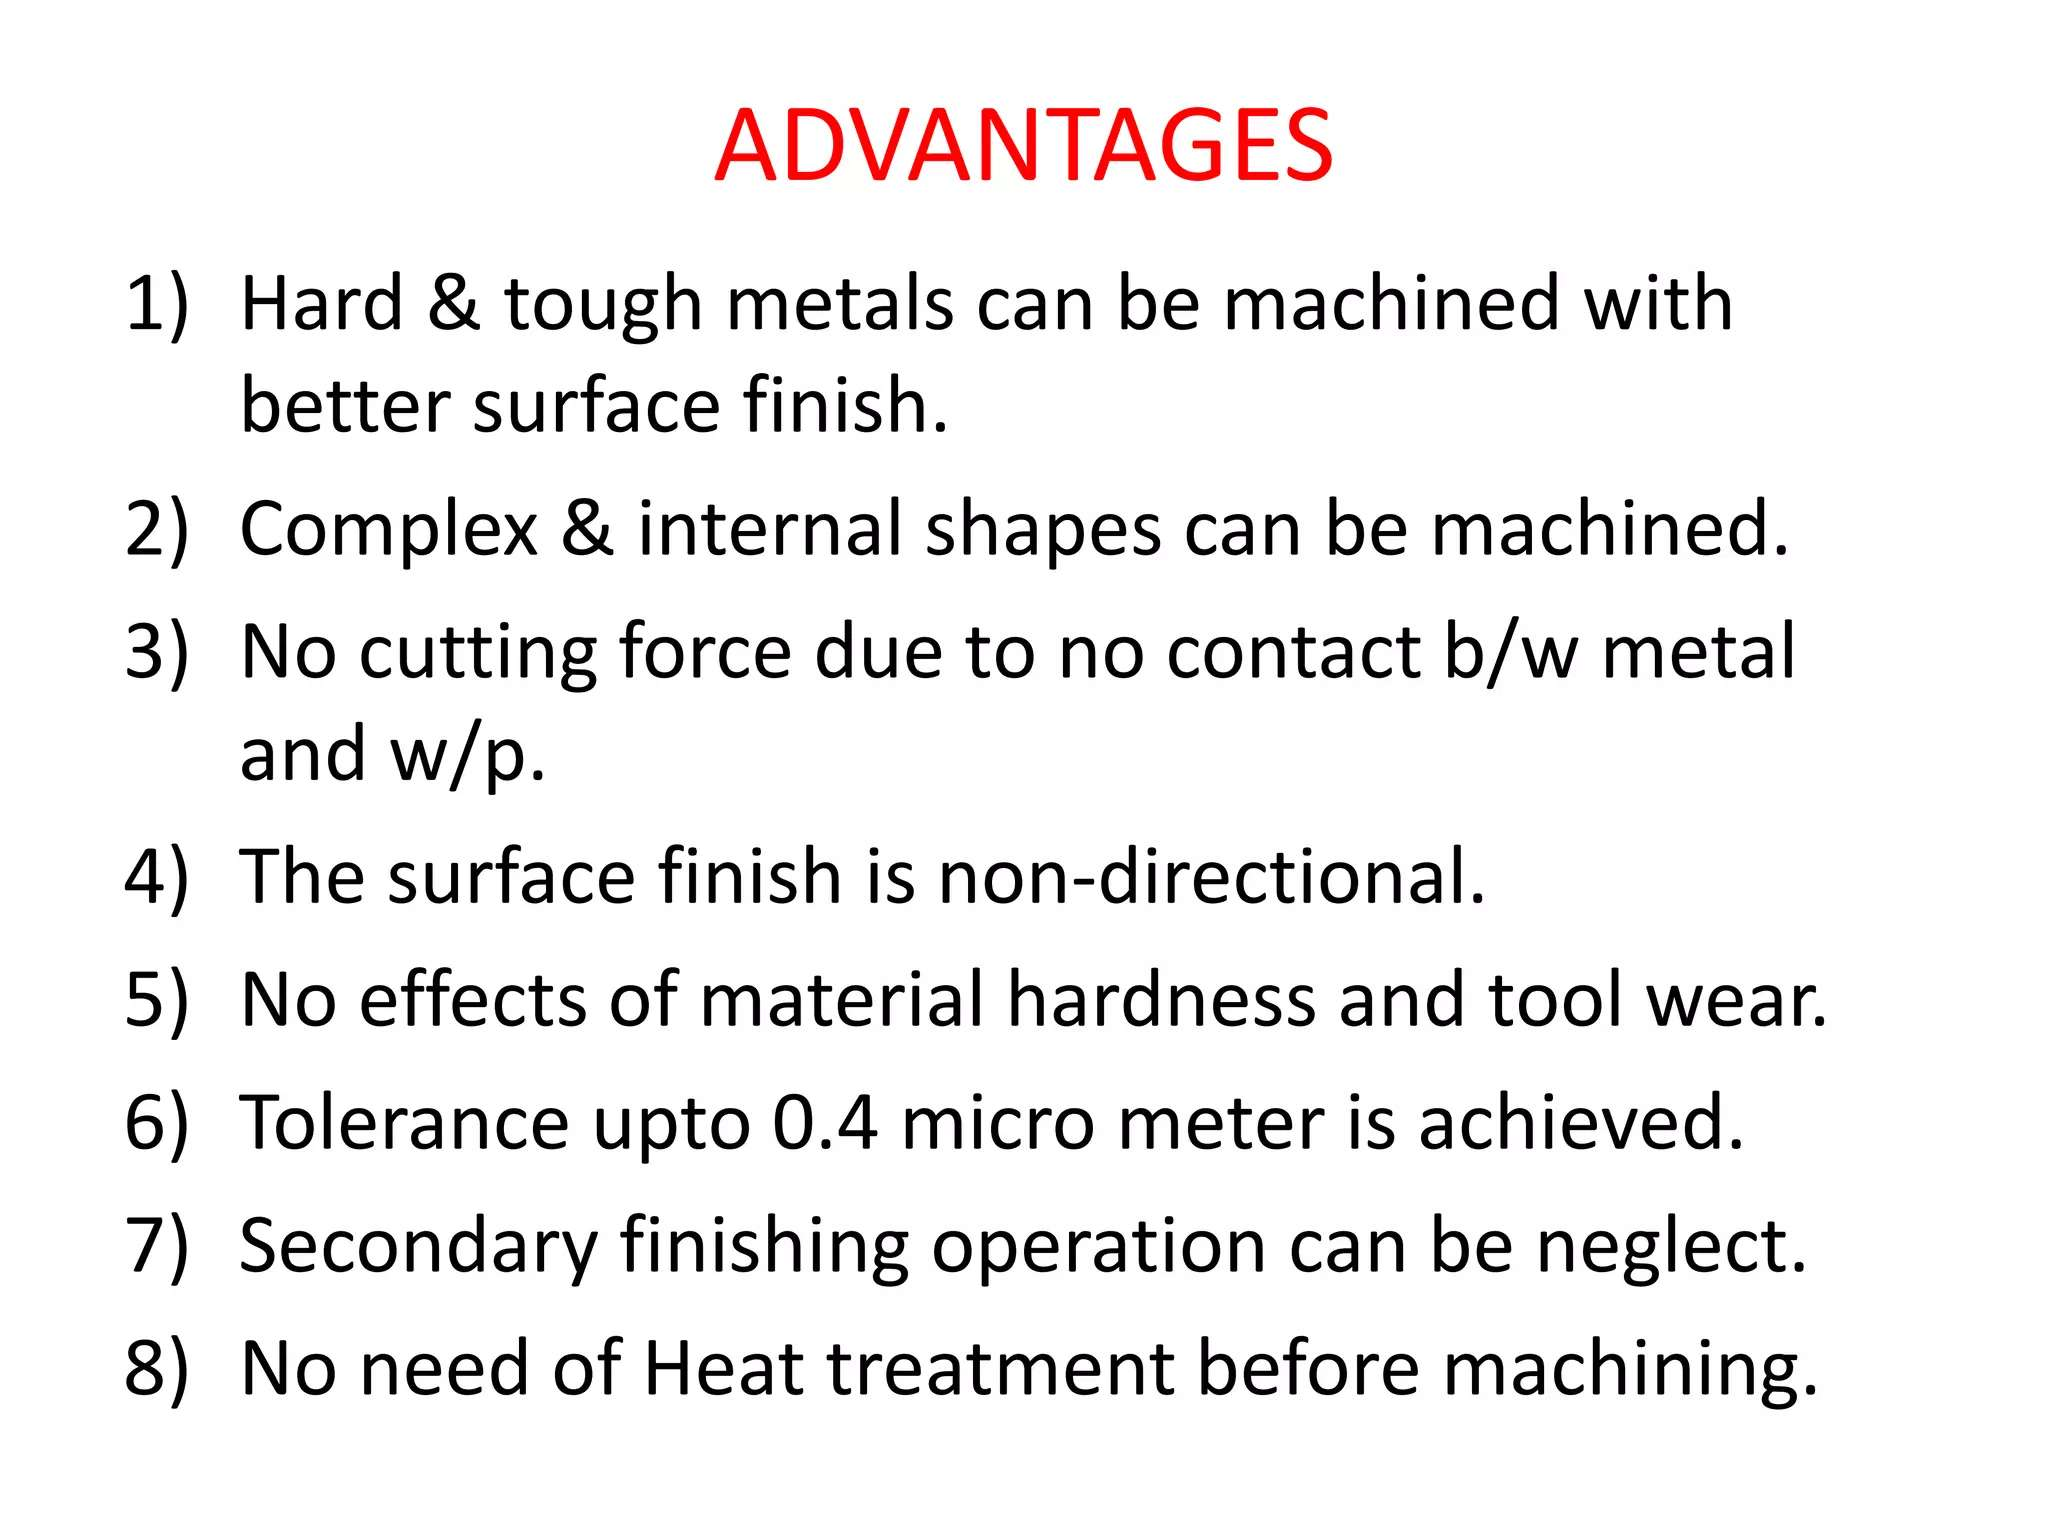 ADVANTAGES
1) Hard & tough metals can be machined with
better surface finish.
2) Complex & internal shapes can be machined.
3) No cutting force due to no contact b/w metal
and w/p.
4) The surface finish is non-directional.
5) No effects of material hardness and tool wear.
6) Tolerance upto 0.4 micro meter is achieved.
7) Secondary finishing operation can be neglect.
8) No need of Heat treatment before machining.